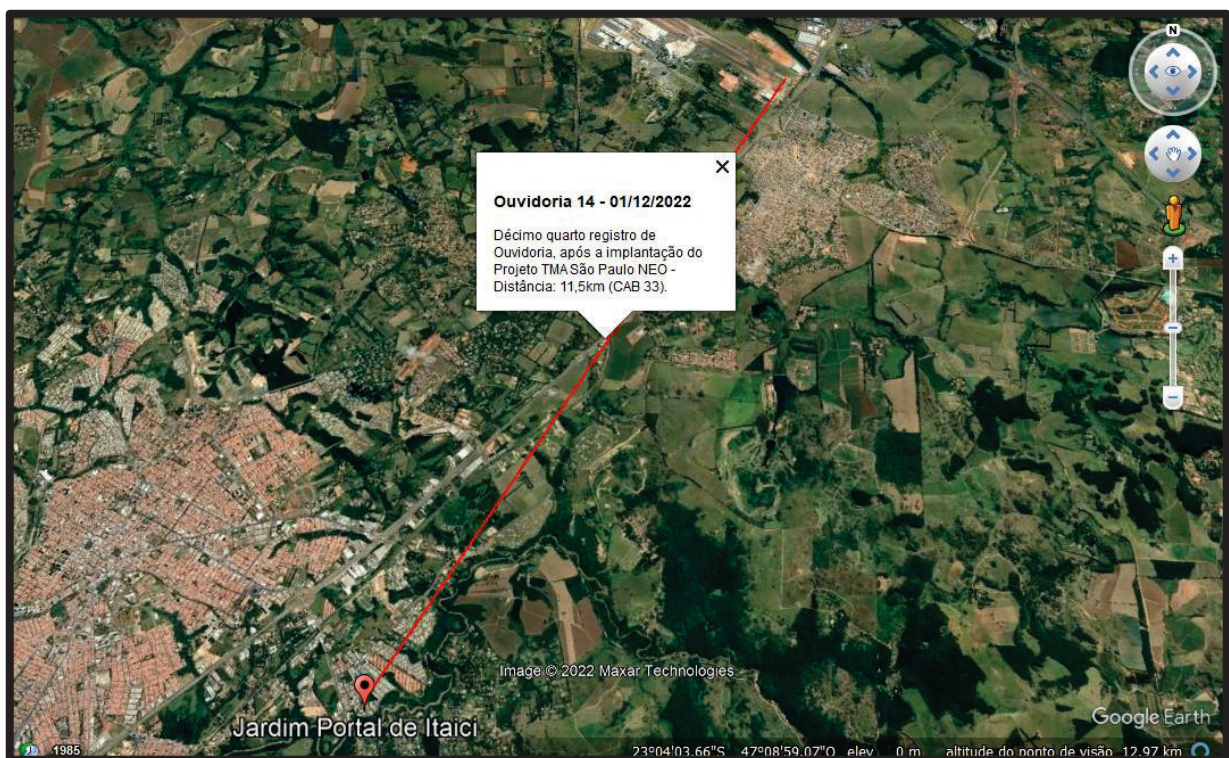 N
Ouvidoria 14 - 01/12/2022
Décimo quarto registro de
Ouvidoria, após a implantação do
Projeto TMA São Paulo NEO -
Distância: 11,5km (CAB 33).
Image © 2022 Maxar Technologies
Jardim Portal de Itaici
Google Earth
1985
23°04'03.66"S 47°08'59.07"O elev 0 m altitude do ponto de visão 12.97 km